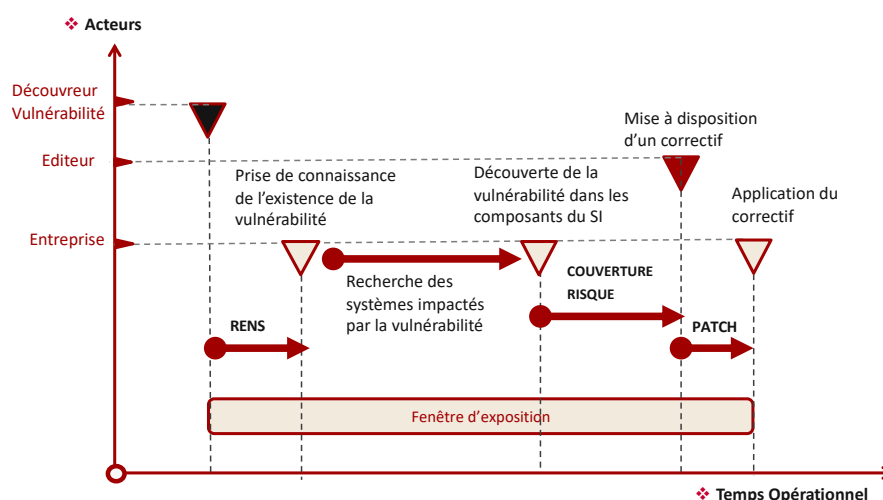 ❖ Acteurs
Découvreur
Vulnérabilité
Mise à disposition
d'un correctif
Editeur
Prise de connaissance
de l'existence de la
vulnérabilité
Découverte de la
vulnérabilité dans les
composants du SI
Application du
correctif
Entreprise
Recherche des
systèmes impactés
par la vulnérabilité
COUVERTURE
RISQUE
RENS
PATCH
Fenêtre d'exposition
❖ Temps Opérationnel